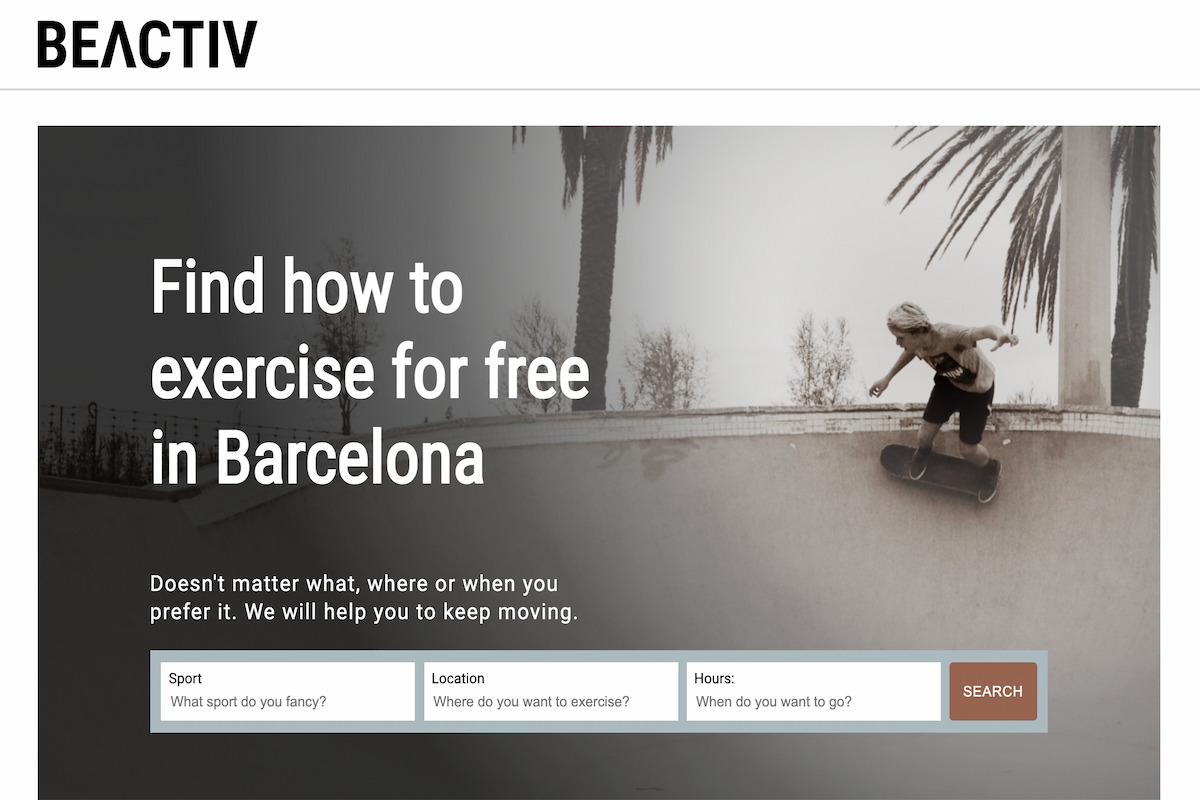 BEACTIV
Find how to
exercise for free
in Barcelona
Doesn't matter what, where or when you
prefer it. We will help you to keep moving.
Sport
What sport do you fancy?
Location
Where do you want to exercise?
Hours:
When do you want to go?
SEARCH